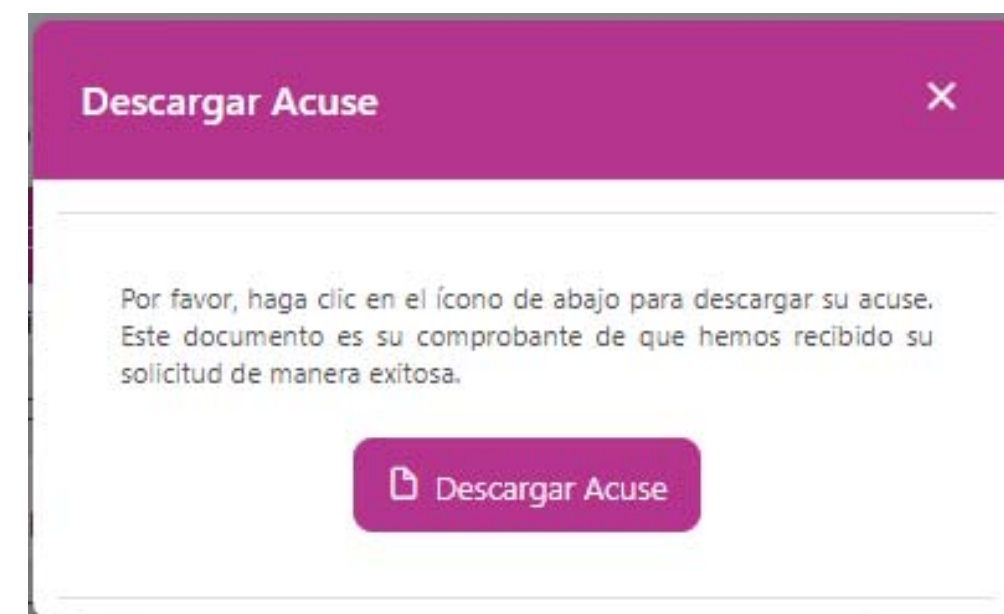 Descargar Acuse
Por favor, haga clic en el ícono de abajo para descargar su acuse.
Este documento es su comprobante de que hemos recibido su
solicitud de manera exitosa.
Descargar Acuse